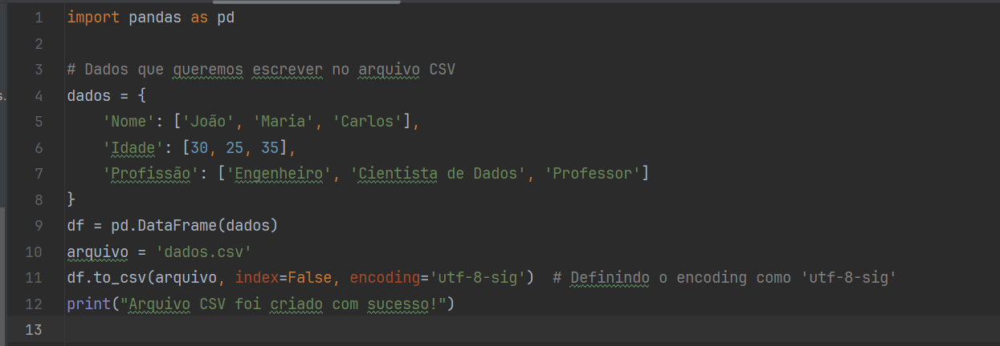 1 import pandas as pd
2
3 # Dados que queremos escrever no arquivo CSV
4 dados = {
5     'Nome': ['João', 'Maria', 'Carlos'],
6     'Idade': [30, 25, 35],
7     'Profissão': ['Engenheiro', 'Cientista de Dados', 'Professor']
8 }
9 df = pd.DataFrame(dados)
10 arquivo = 'dados.csv'
11 df.to_csv(arquivo, index=False, encoding='utf-8-sig')  # Definindo o encoding como 'utf-8-sig'
12 print("Arquivo CSV foi criado com sucesso!")
13